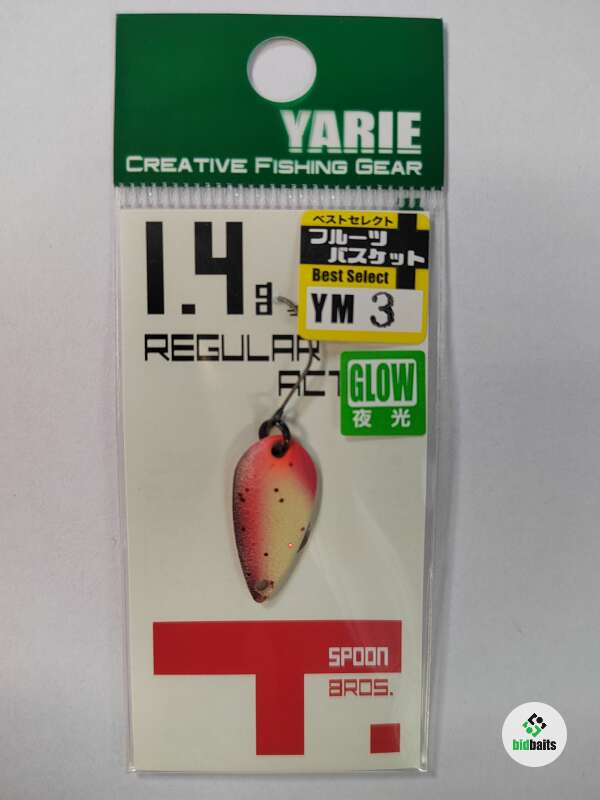 YARIE
CREATIVE FISHING GEAR
1.4g
ベストセレクト
フルーツ
バスケット
Best Select
YM 3
REGULAR
GLOW
夜光
T.
SPOON
BROS.
bidbaits